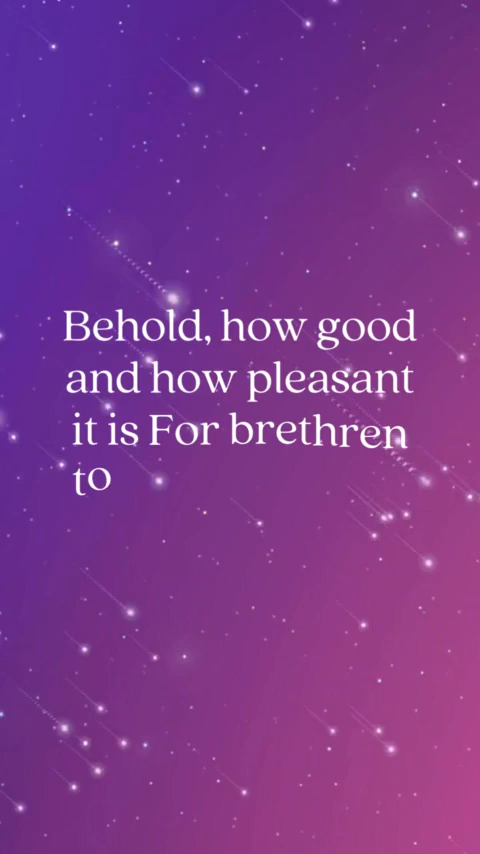 Behold, how good
and how pleasant
it is For brethren
to